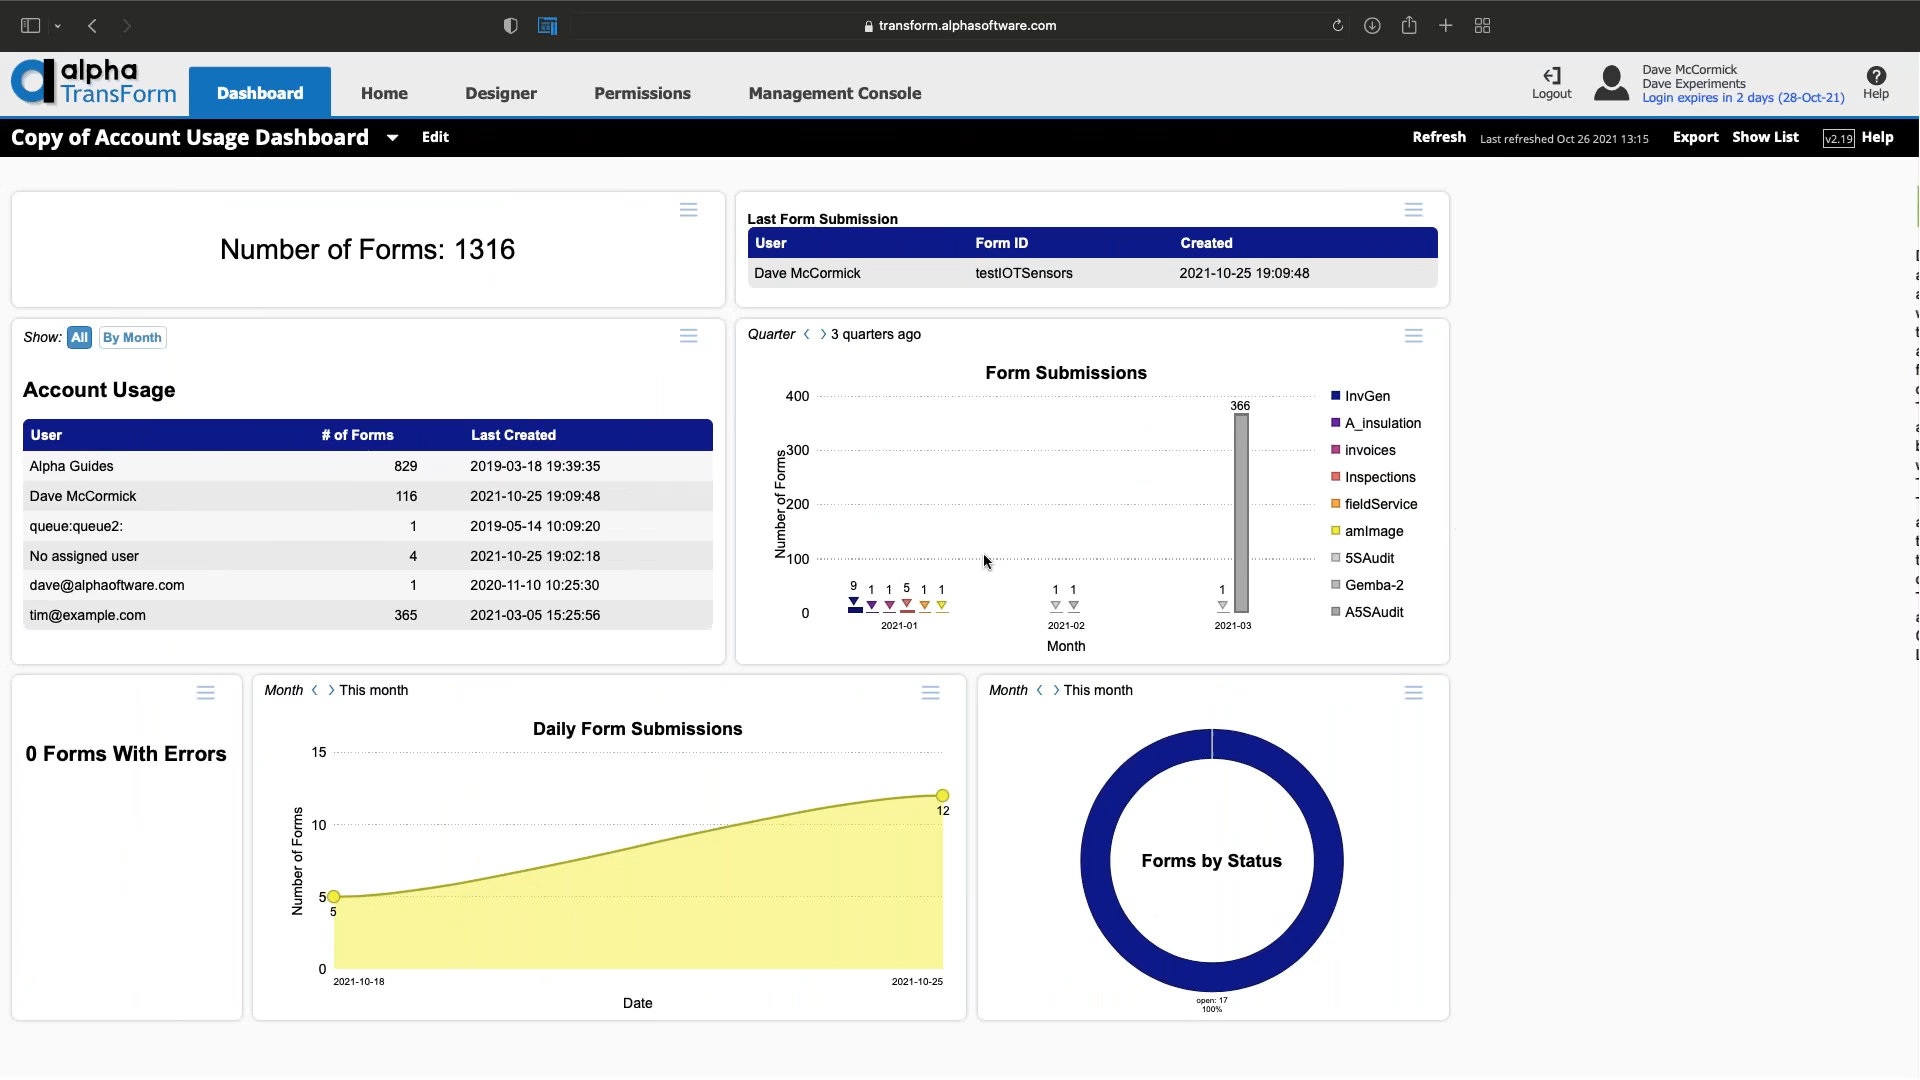 transform.alphasoftware.com
alpha
TransForm
Dashboard
Home
Designer
Permissions
Management Console
Logout
Dave McCormick
Dave Experiments
Login expires in 2 days (28-Oct-21)
Help
Copy of Account Usage Dashboard
Edit
Refresh
Last refreshed Oct 26 2021 13:15
Export
Show List
v2.19
Help
Number of Forms: 1316
Last Form Submission
User Form ID Created
Dave McCormick testIOTSensors 2021-10-25 19:09:48
Show: All By Month
Account Usage
User # of Forms Last Created
Alpha Guides 829 2019-03-18 19:39:35
Dave McCormick 116 2021-10-25 19:09:48
queue:queue2: 1 2019-05-14 10:09:20
No assigned user 4 2021-10-25 19:02:18
dave@alphaoftware.com 1 2020-11-10 10:25:30
tim@example.com 365 2021-03-05 15:25:56
Quarter < > 3 quarters ago
Form Submissions
Number of Forms
400
300
200
100
0
9 1 1 5 1 1
1 1
1 366
2021-01 2021-02 2021-03
Month
InvGen
A_insulation
invoices
Inspections
fieldService
amImage
5SAudit
Gemba-2
A5SAudit
0 Forms With Errors
Month < > This month
Daily Form Submissions
Number of Forms
15
10
5
0
5
12
2021-10-18 2021-10-25
Date
Month < > This month
Forms by Status
open: 17
100%